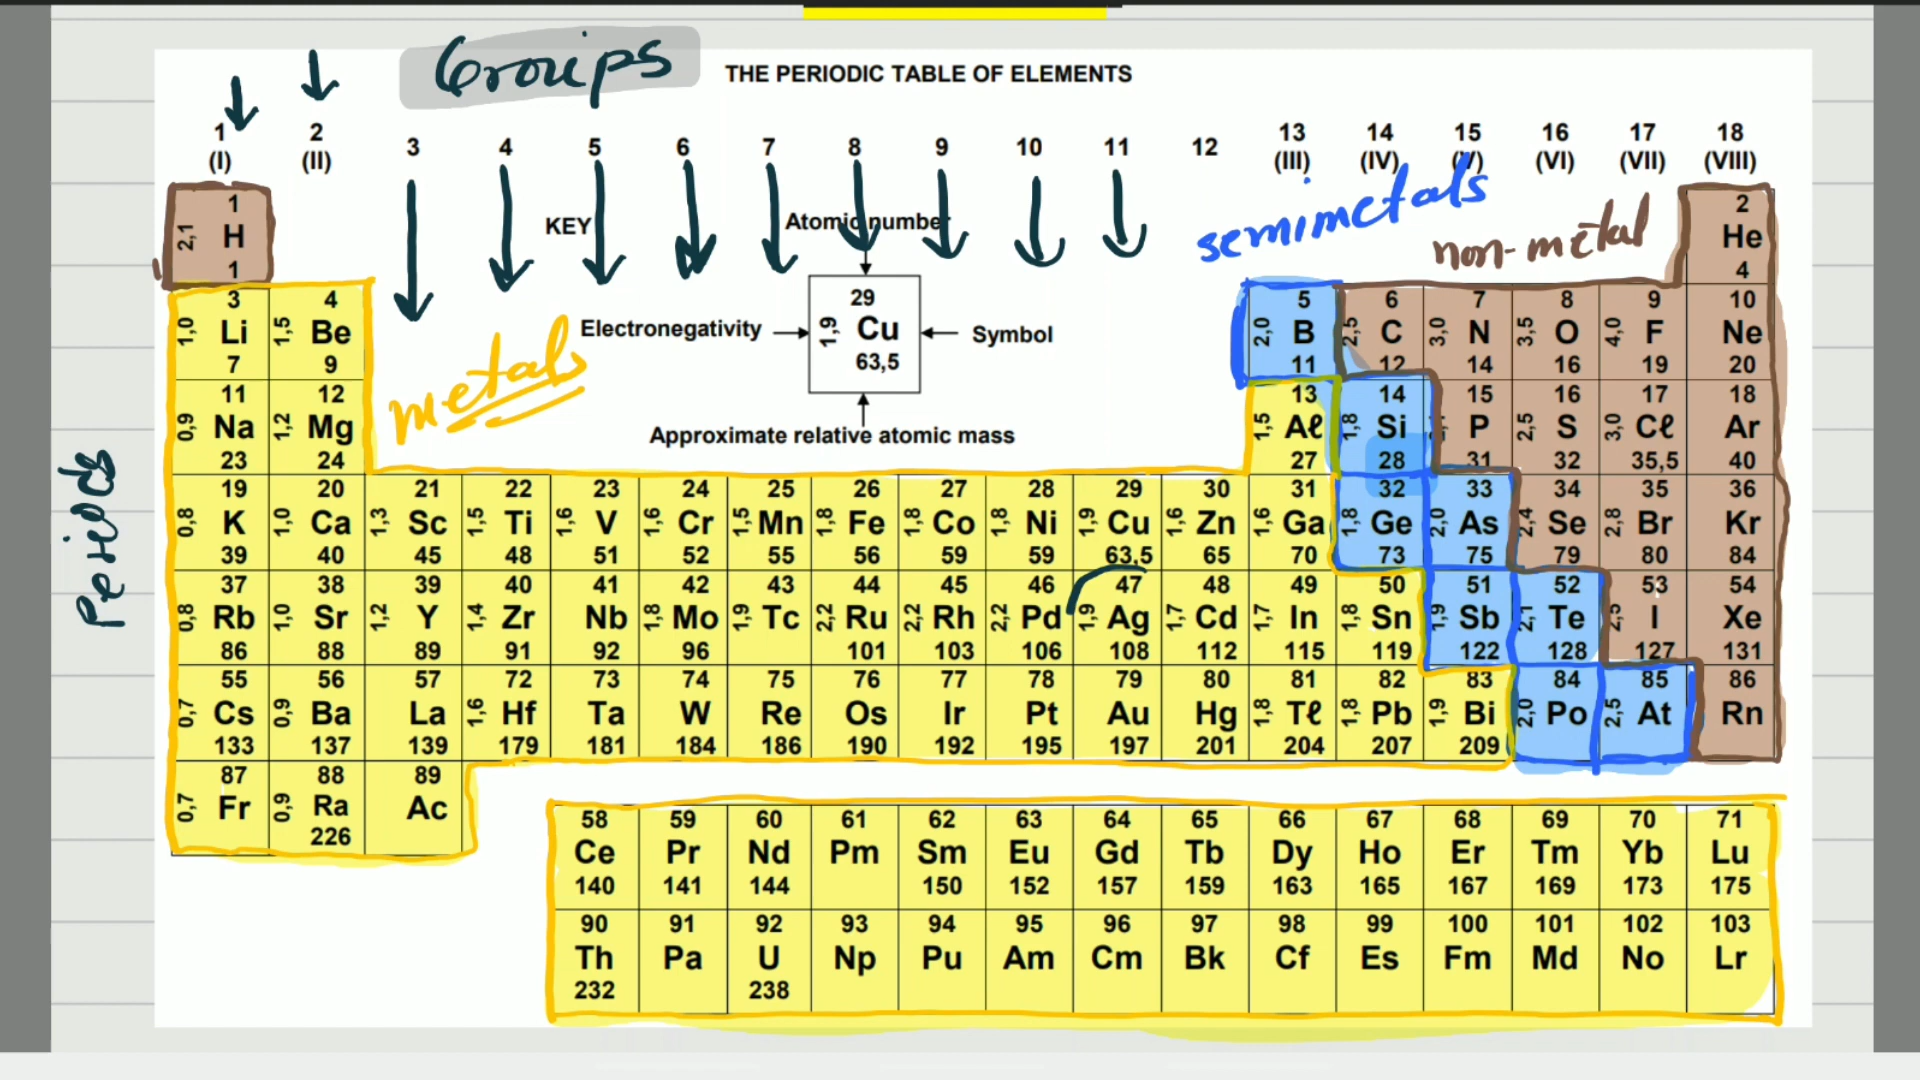 Groups
THE PERIODIC TABLE OF ELEMENTS
1 2 3 4 5 6 7 8 9 10 11 12 13 14 15 16 17 18
(I) (II) (III) (IV) (V) (VI) (VII) (VIII)
semimetals
non-metal
KEY
Atomic number
29
1,9 Cu
63,5
Electronegativity
Symbol
Approximate relative atomic mass
metals
Periods
1 2
2,1 H He
1 4
3 4 5 6 7 8 9 10
1,0 Li 1,5 Be 2,0 B 2,5 C 3,0 N 3,5 O 4,0 F Ne
7 9 11 12 14 16 19 20
11 12 13 14 15 16 17 18
0,9 Na 1,2 Mg 1,5 Aℓ 1,8 Si P 2,5 S 3,0 Cℓ Ar
23 24 27 28 31 32 35,5 40
19 20 21 22 23 24 25 26 27 28 29 30 31 32 33 34 35 36
0,8 K 1,0 Ca 1,3 Sc 1,5 Ti 1,6 V 1,6 Cr 1,5 Mn 1,8 Fe 1,8 Co 1,8 Ni 1,9 Cu 1,6 Zn 1,6 Ga 1,8 Ge 2,0 As 2,4 Se 2,8 Br Kr
39 40 45 48 51 52 55 56 59 59 63,5 65 70 73 75 79 80 84
37 38 39 40 41 42 43 44 45 46 47 48 49 50 51 52 53 54
0,8 Rb 1,0 Sr 1,2 Y 1,4 Zr Nb 1,8 Mo 1,9 Tc 2,2 Ru 2,2 Rh 2,2 Pd 1,9 Ag 1,7 Cd 1,7 In 1,8 Sn 1,9 Sb 2,1 Te 2,5 I Xe
86 88 89 91 92 96 101 103 106 108 112 115 119 122 128 127 131
55 56 57 72 73 74 75 76 77 78 79 80 81 82 83 84 85 86
0,7 Cs 0,9 Ba La 1,6 Hf Ta W Re Os Ir Pt Au Hg 1,8 Tℓ 1,8 Pb 1,9 Bi 2,0 Po 2,5 At Rn
133 137 139 179 181 184 186 190 192 195 197 201 204 207 209
87 88 89
0,7 Fr 0,9 Ra Ac
226
58 59 60 61 62 63 64 65 66 67 68 69 70 71
Ce Pr Nd Pm Sm Eu Gd Tb Dy Ho Er Tm Yb Lu
140 141 144 150 152 157 159 163 165 167 169 173 175
90 91 92 93 94 95 96 97 98 99 100 101 102 103
Th Pa U Np Pu Am Cm Bk Cf Es Fm Md No Lr
232 238